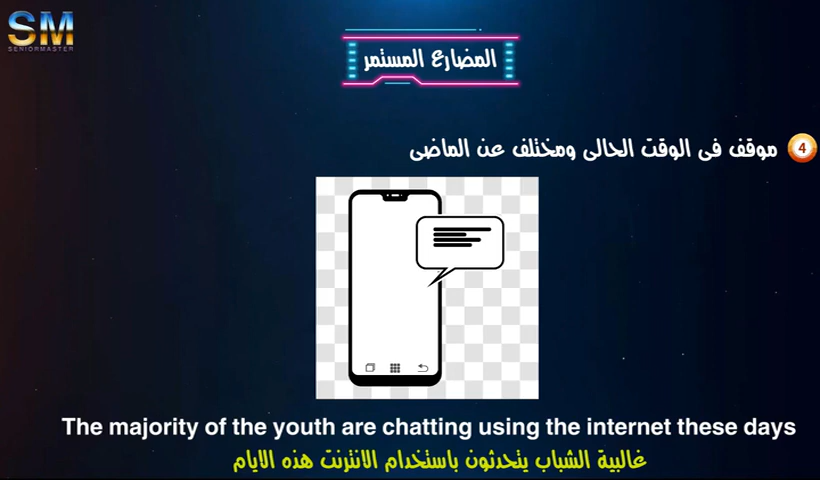 SM
SENIORMASTER
المضارع المستمر
4 موقف فى الوقت الحالى ومختلف عن الماضى
The majority of the youth are chatting using the internet these days
غالبية الشباب يتحدثون باستخدام الانترنت هذه الايام